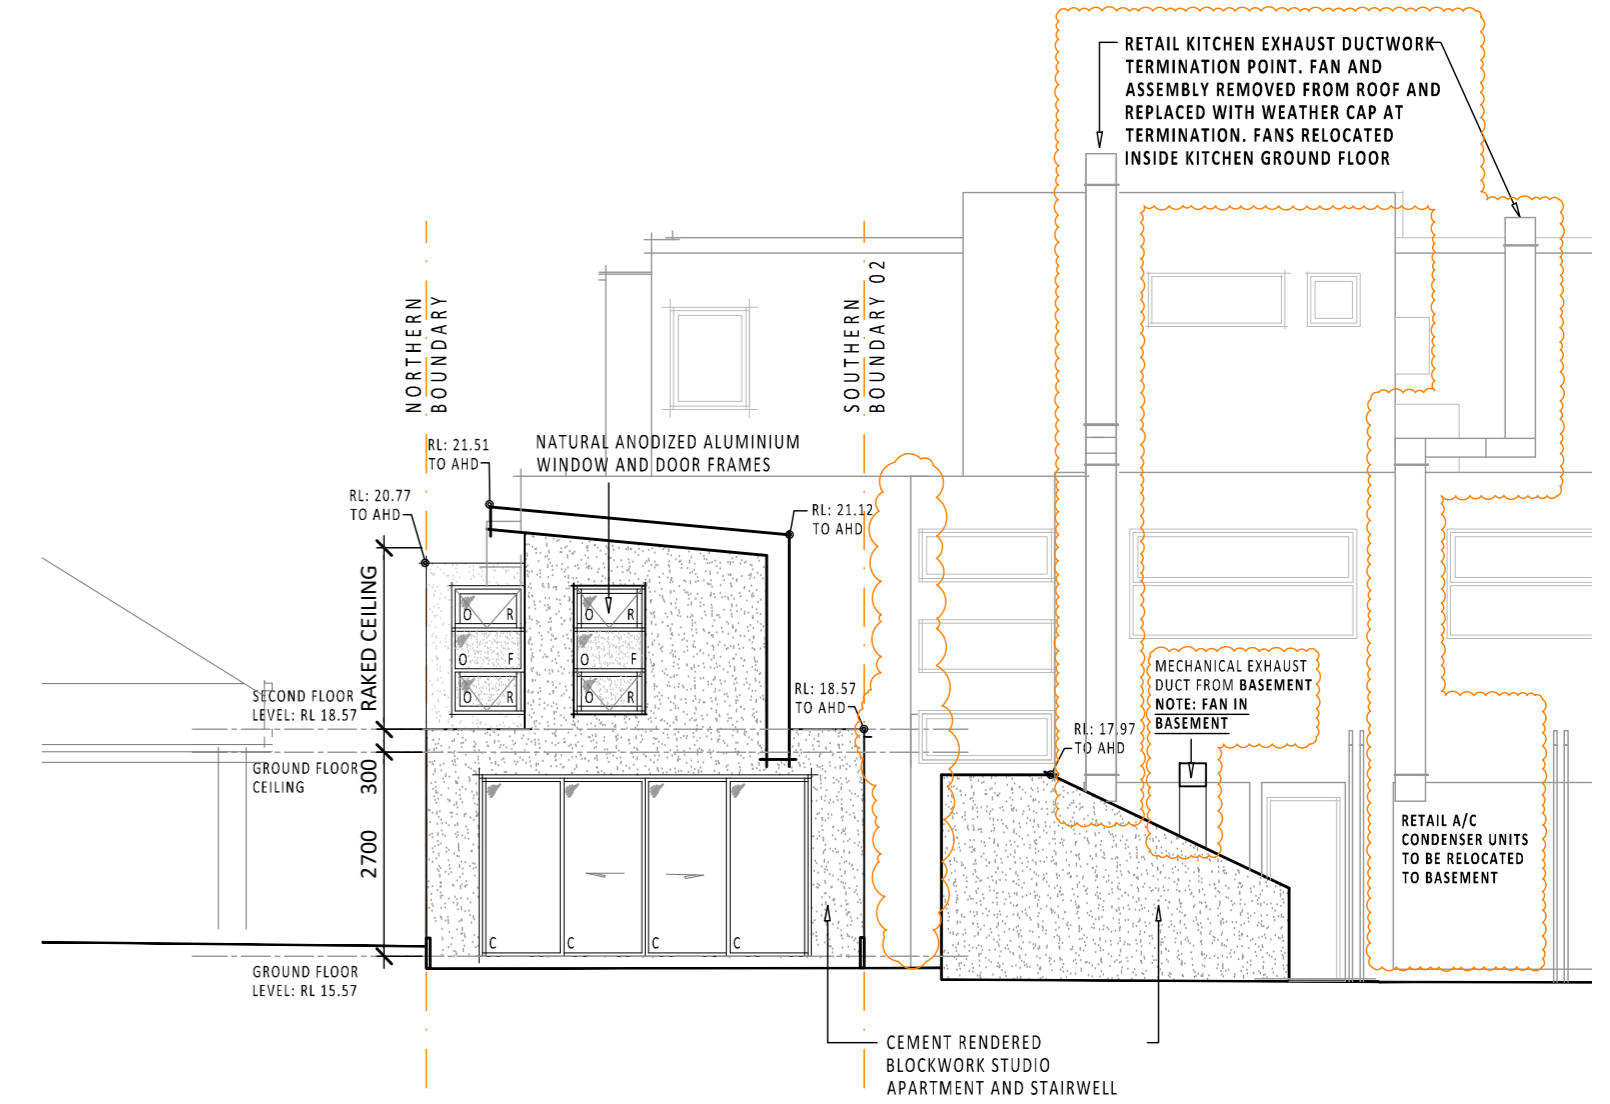 RETAIL KITCHEN EXHAUST DUCTWORK
TERMINATION POINT. FAN AND
ASSEMBLY REMOVED FROM ROOF AND
REPLACED WITH WEATHER CAP AT
TERMINATION. FANS RELOCATED
INSIDE KITCHEN GROUND FLOOR
NORTHERN
BOUNDARY
SOUTHERN
BOUNDARY 02
RL: 21.51
TO AHD
NATURAL ANODIZED ALUMINIUM
WINDOW AND DOOR FRAMES
RL: 20.77
TO AHD
RL: 21.12
TO AHD
RAKED CEILING
O R
O R
O F
O F
O R
O R
SECOND FLOOR
LEVEL: RL 18.57
RL: 18.57
TO AHD
MECHANICAL EXHAUST
DUCT FROM BASEMENT
NOTE: FAN IN
BASEMENT
RL: 17.97
TO AHD
GROUND FLOOR
CEILING
300
2700
RETAIL A/C
CONDENSER UNITS
TO BE RELOCATED
TO BASEMENT
C C C C
GROUND FLOOR
LEVEL: RL 15.57
CEMENT RENDERED
BLOCKWORK STUDIO
APARTMENT AND STAIRWELL